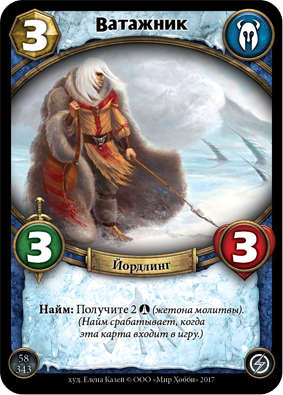 3
Ватажник
3
Йордлинг
3
Найм: Получите 2 (жетона молитвы).
(Найм срабатывает, когда
эта карта входит в игру.)
58
343
худ. Елена Казей © ООО «Мир Хобби» 2017